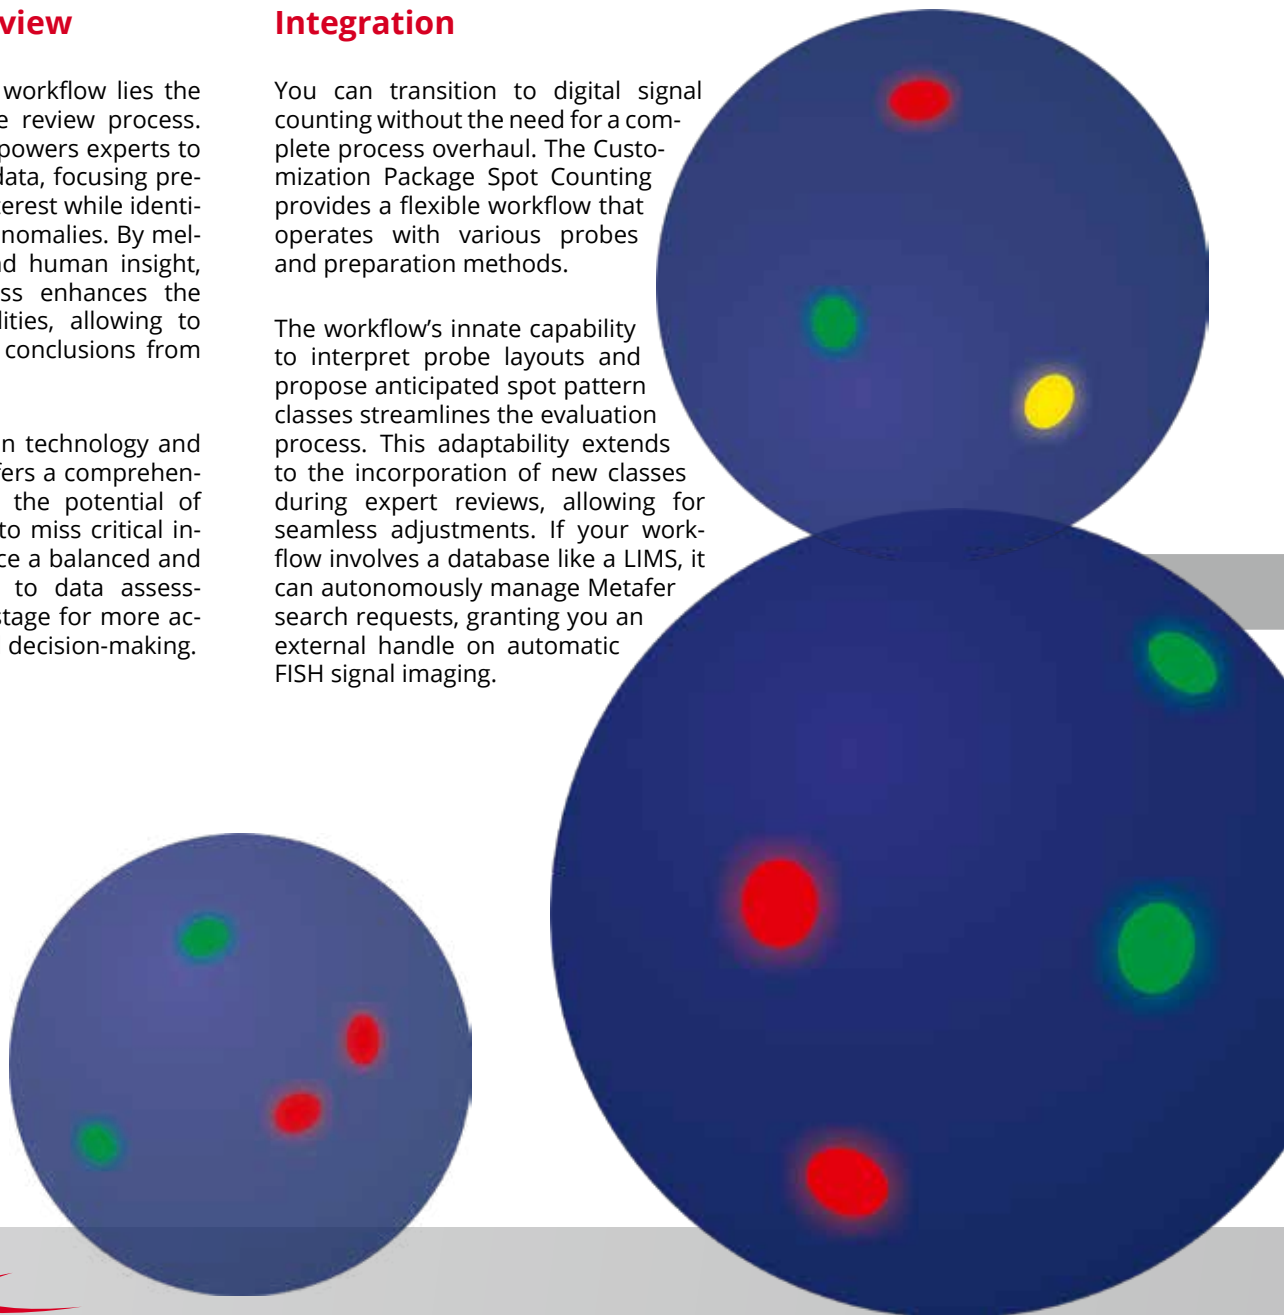 view
workflow lies the
e review process.
powers experts to
data, focusing pre-
terest while identi-
nomalies. By mel-
d human insight,
ss enhances the
lities, allowing to
conclusions from
n technology and
fers a comprehen-
the potential of
to miss critical in-
ce a balanced and
to data assess-
stage for more ac-
decision-making.
Integration
You can transition to digital signal
counting without the need for a com-
plete process overhaul. The Custo-
mization Package Spot Counting
provides a flexible workflow that
operates with various probes
and preparation methods.
The workflow’s innate capability
to interpret probe layouts and
propose anticipated spot pattern
classes streamlines the evaluation
process. This adaptability extends
to the incorporation of new classes
during expert reviews, allowing for
seamless adjustments. If your work-
flow involves a database like a LIMS, it
can autonomously manage Metafer
search requests, granting you an
external handle on automatic
FISH signal imaging.